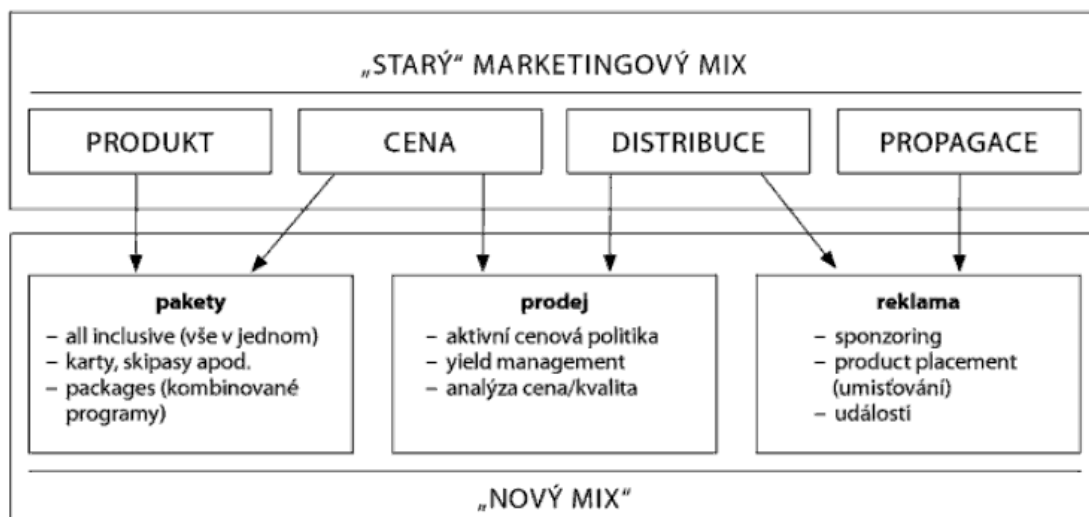 „STARÝ“ MARKETINGOVÝ MIX
PRODUKT
CENA
DISTRIBUCE
PROPAGACE
pakety
– all inclusive (vše v jednom)
– karty, skipasy apod.
– packages (kombinované
programy)
prodej
– aktivní cenová politika
– yield management
– analýza cena/kvalita
reklama
– sponzoring
– product placement
(umisťování)
– události
„NOVÝ MIX“